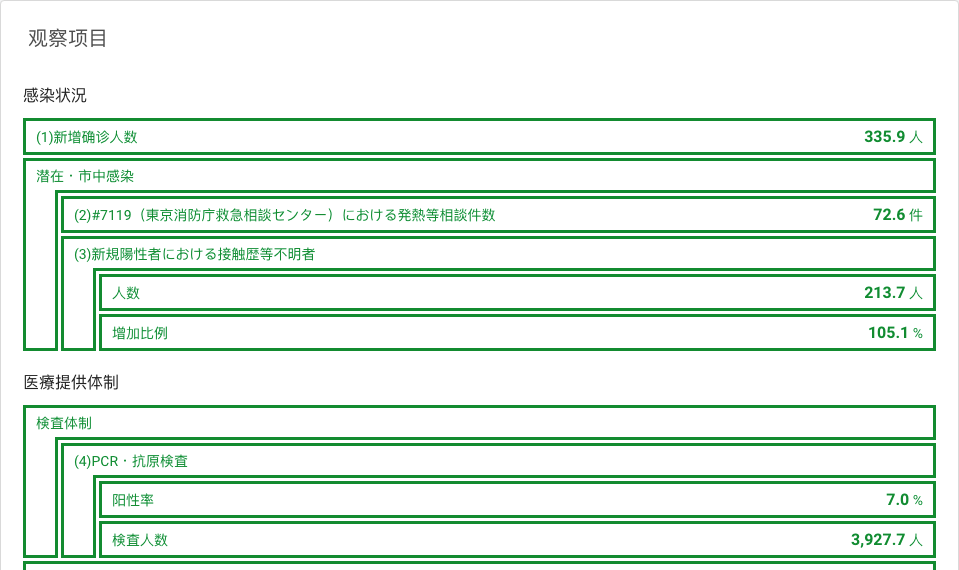 观察项目
感染状況
(1)新增确诊人数 335.9 人
潜在・市中感染
(2)#7119（東京消防庁救急相談センター）における発熱等相談件数 72.6 件
(3)新規陽性者における接触歴等不明者
人数 213.7 人
增加比例 105.1 %
医療提供体制
検査体制
(4)PCR・抗原検査
阳性率 7.0 %
検査人数 3,927.7 人